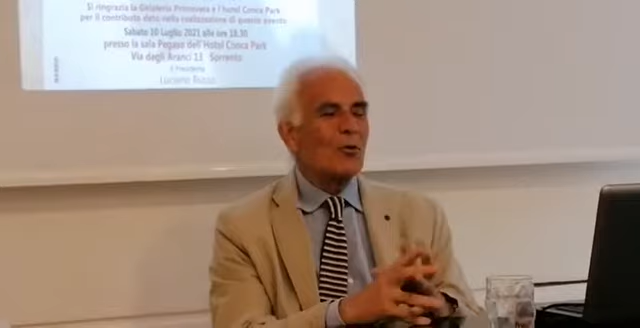 Si ringrazia la Gelateria Primavera e l'hotel Conca Park
per il contributo dato nella realizzazione di questo evento
Sabato 10 Luglio 2021 alle ore 18.30
presso la sala Pegaso dell'Hotel Conca Park
Via degli Aranci 13 Sorrento
Il Presidente
Luciano Russo